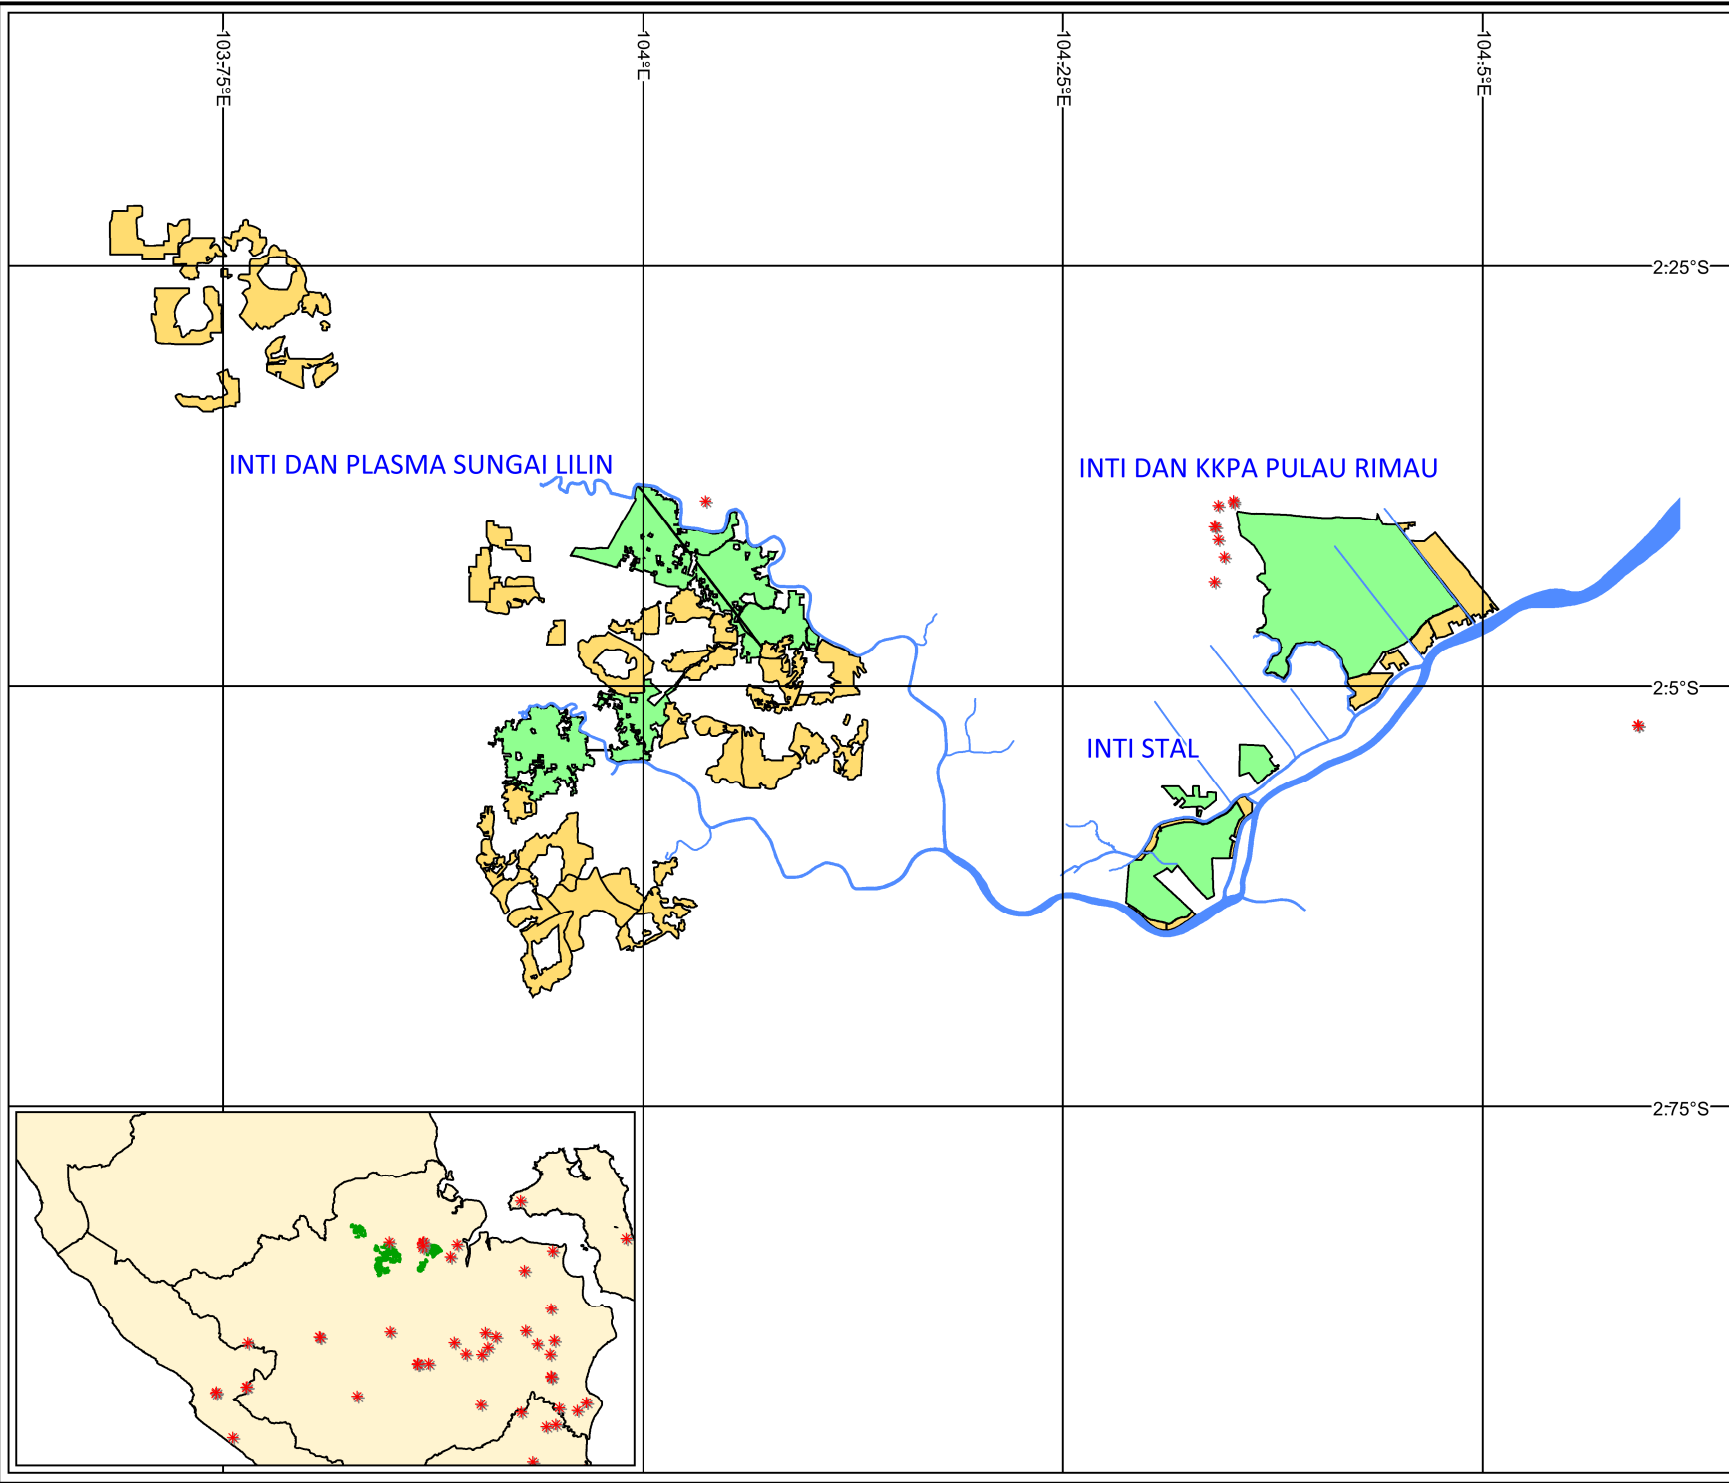 103.75°E
104°E
104.25°E
104.5°E
2.25°S
INTI DAN PLASMA SUNGAI LILIN
INTI DAN KKPA PULAU RIMAU
2.5°S
INTI STAL
2.75°S